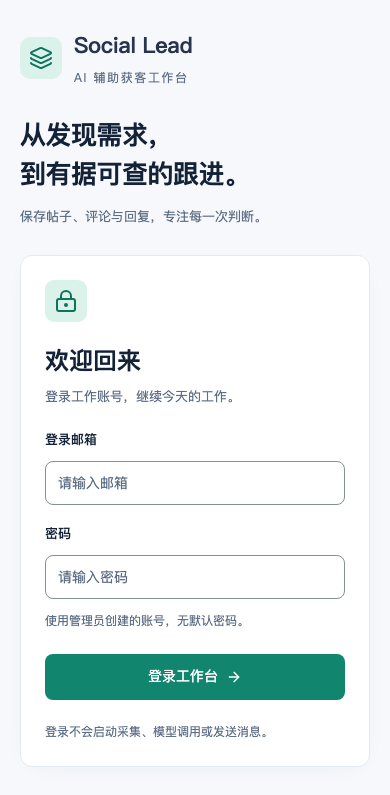 Social Lead
AI 辅助获客工作台
从发现需求，
到有据可查的跟进。
保存帖子、评论与回复，专注每一次判断。
欢迎回来
登录工作账号，继续今天的工作。
登录邮箱
请输入邮箱
密码
请输入密码
使用管理员创建的账号，无默认密码。
登录工作台 →
登录不会启动采集、模型调用或发送消息。